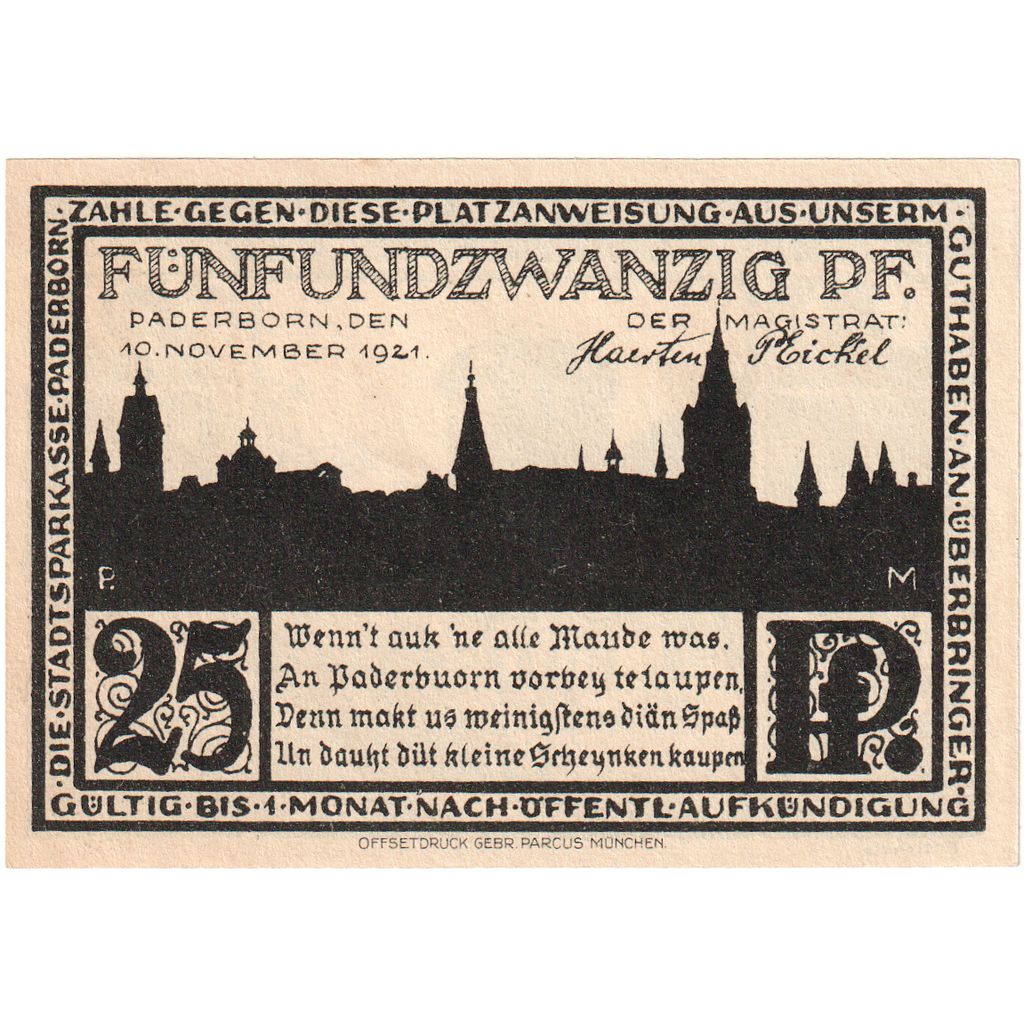 DIE·STADTSPARKASSE·PADERBORN·
ZAHLE·GEGEN·DIESE·PLATZANWEISUNG·AUS·UNSERM·
GUTHABEN·AN·ÜBERBRINGER·
FÜNFUNDZWANZIG PF.
PADERBORN, DEN
10. NOVEMBER 1921.
DER MAGISTRAT:
Haerten PEickel
P. M
25
Wenn't auk 'ne alle Maude was,
An Paderbuorn vorbey telaupen,
Denn makt us weinigstens diän Spaß
Un dauht düt kleine Scheynken kaupen
Pf.
GÜLTIG·BIS·1·MONAT·NACH·ÖFFENTL·AUFKÜNDIGUNG
OFFSETDRUCK GEBR. PARCUS MÜNCHEN.